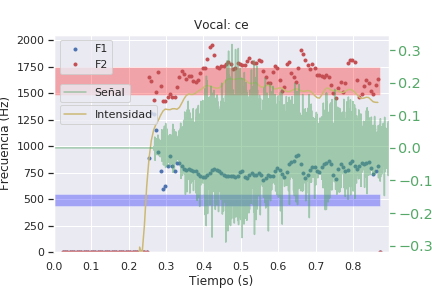 Vocal: ce
2000
1750
1500
1250
1000
750
500
250
0
Frecuencia (Hz)
F1
F2
Señal
Intensidad
0.3
0.2
0.1
0.0
−0.1
−0.2
−0.3
0.0 0.1 0.2 0.3 0.4 0.5 0.6 0.7 0.8
Tiempo (s)